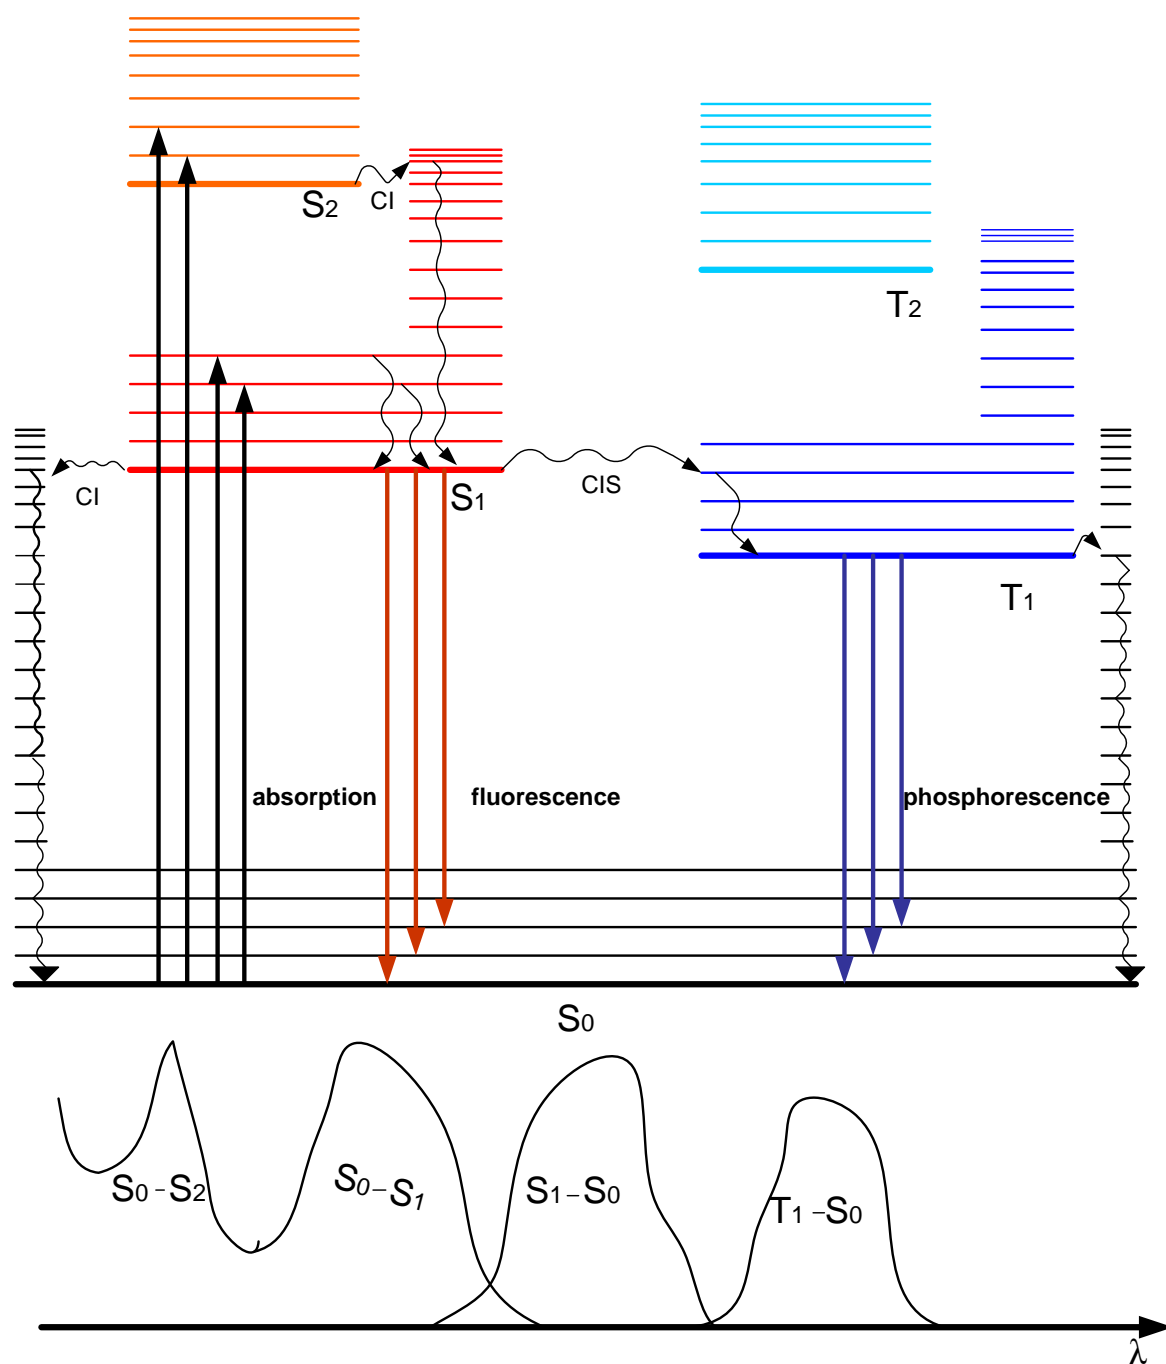 S2
CI
T2
CI
S1
CIS
T1
absorption
fluorescence
phosphorescence
S0
S0–S2
S0–S1
S1–S0
T1–S0
λ